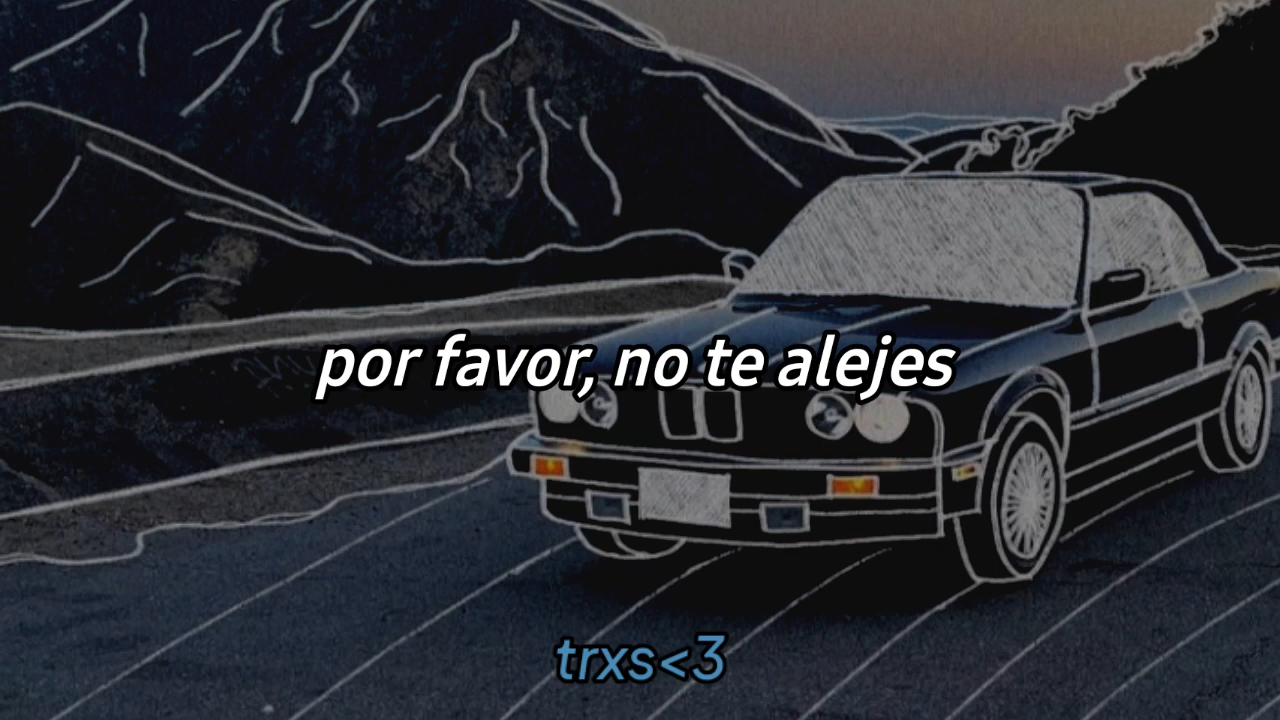 por favor, no te alejes
trxs<3